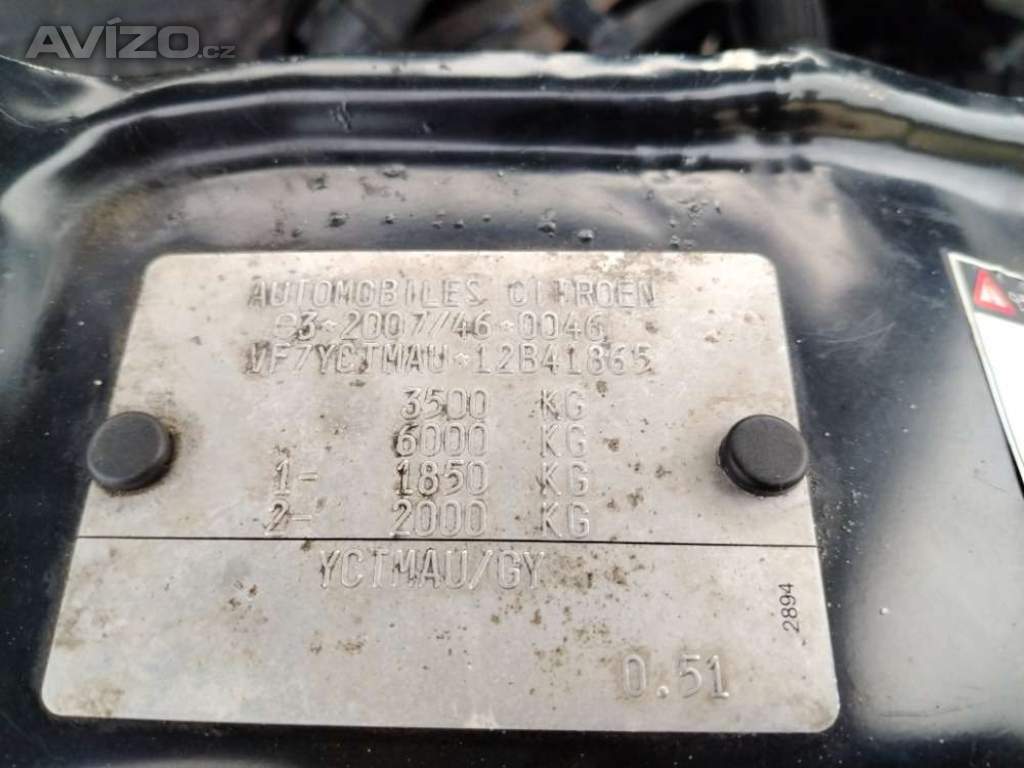 AVÍZO.cz
AUTOMOBILES CITROEN
e3*2007/46*0046
VF7YCTMAU*12B41865
3500 KG
6000 KG
1- 1850 KG
2- 2000 KG
YCTMAU/GY
2894
0.51